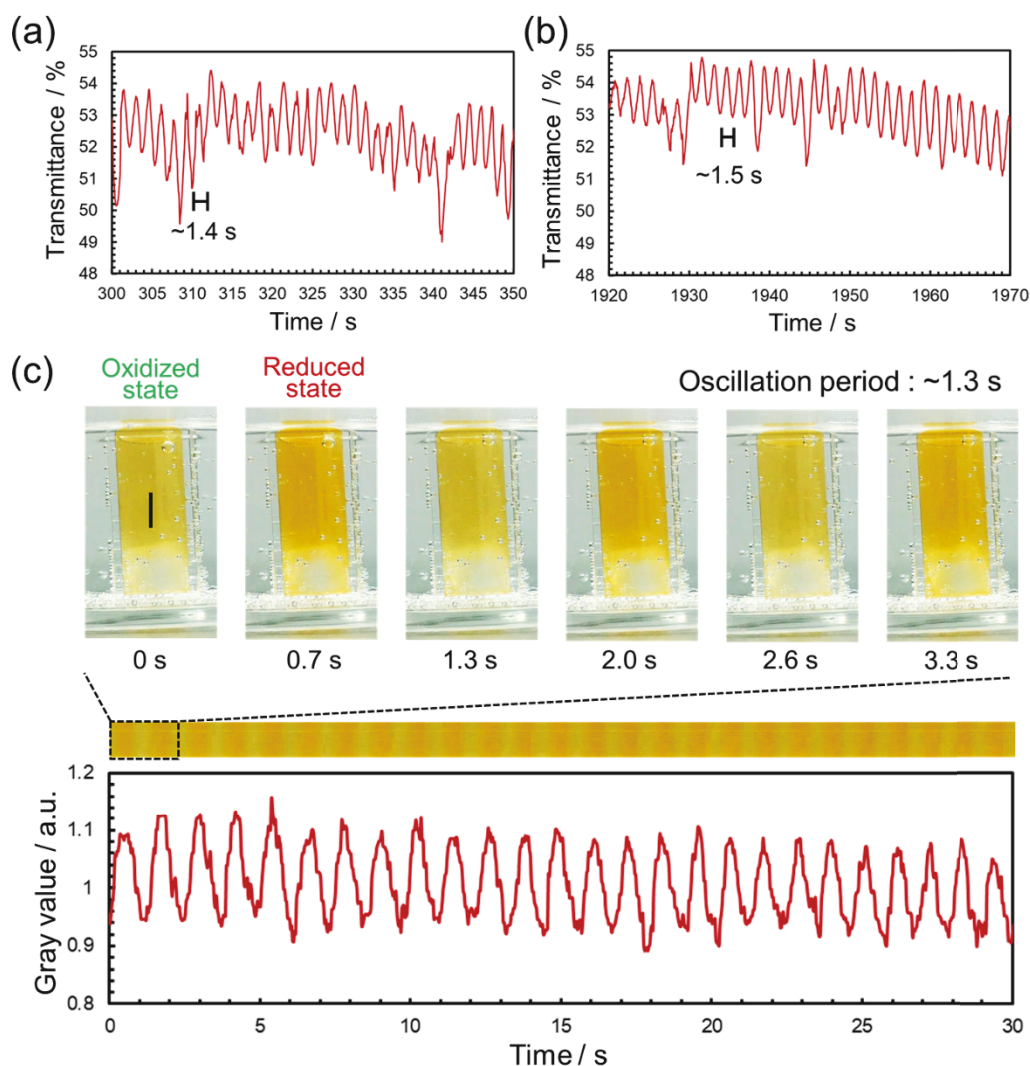 (a)
55
54
53
52
51
50
49
48
Transmittance / %
~1.4 s
300 305 310 315 320 325 330 335 340 345 350
Time / s
(b)
55
54
53
52
51
50
49
48
Transmittance / %
~1.5 s
1920 1930 1940 1950 1960 1970
Time / s
(c)
Oxidized
state
Reduced
state
Oscillation period : ~1.3 s
0 s 0.7 s 1.3 s 2.0 s 2.6 s 3.3 s
1.2
1.1
1
0.9
0.8
Gray value / a.u.
0 5 10 15 20 25 30
Time / s